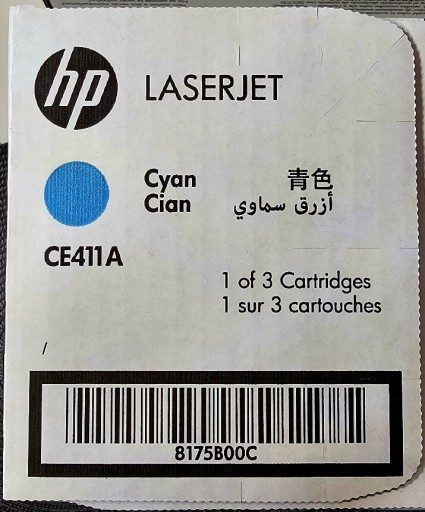 hp LASERJET
Cyan 青色
Cian أزرق سماوي
CE411A
1 of 3 Cartridges
1 sur 3 cartouches
/
8175B00C